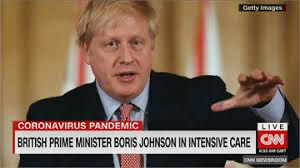 Getty Images
CORONAVIRUS PANDEMIC
BRITISH PRIME MINISTER BORIS JOHNSON IN INTENSIVE CARE
LIVE
CNN
CNN NEWSROOM